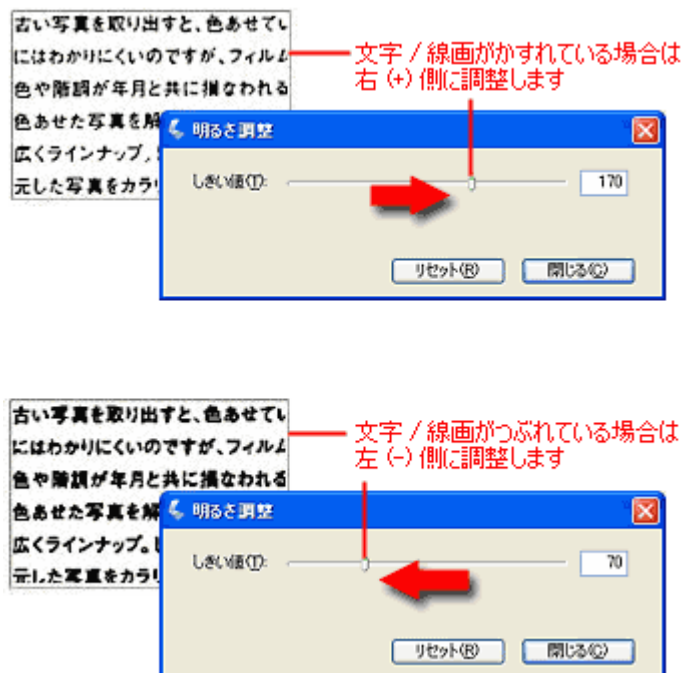 古い写真を取り出すと、色あせてい
にはわかりにくいのですが、フィルム
色や階調が年月と共に損なわれる
色あせた写真を解
広くラインナップ。
元した写真をカラリ
文字 / 線画がかすれている場合は
右 (+) 側に調整します
明るさ調整
しきい値(T): 170
リセット(R) 閉じる(C)
古い写真を取り出すと、色あせてい
にはわかりにくいのですが、フィルム
色や階調が年月と共に損なわれる
色あせた写真を解
広くラインナップ。
元した写真をカラリ
文字 / 線画がつぶれている場合は
左 (-) 側に調整します
明るさ調整
しきい値(T): 70
リセット(R) 閉じる(C)